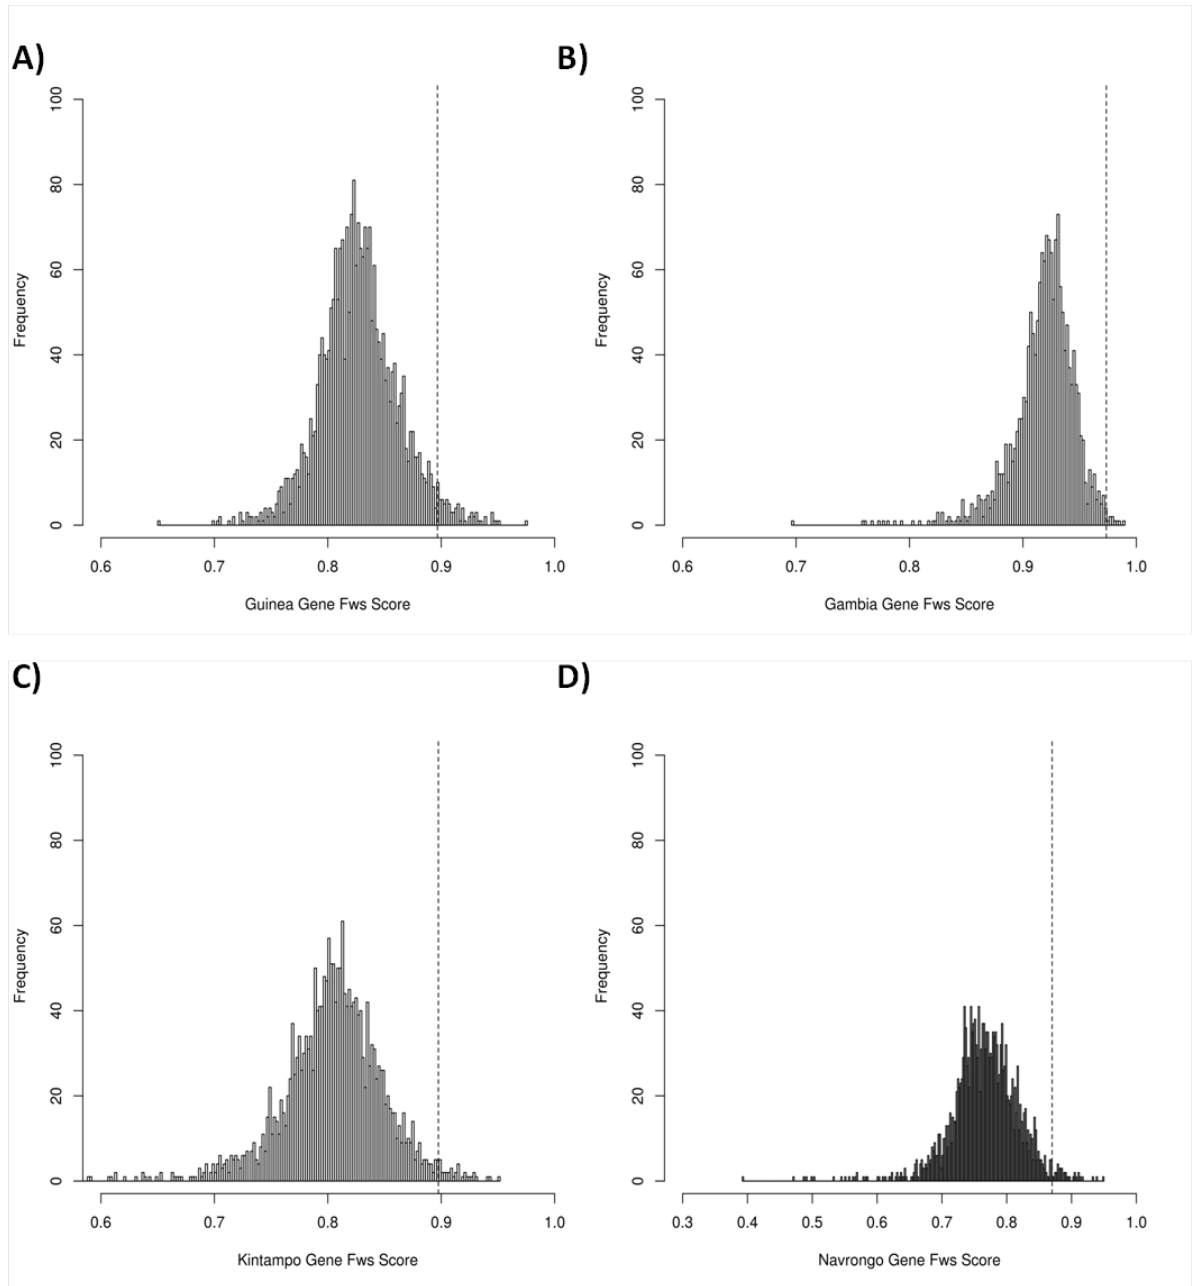 A)
B)
100
80
60
40
20
0
Frequency
0.6 0.7 0.8 0.9 1.0
Guinea Gene Fws Score
100
80
60
40
20
0
Frequency
0.6 0.7 0.8 0.9 1.0
Gambia Gene Fws Score
C)
D)
100
80
60
40
20
0
Frequency
0.6 0.7 0.8 0.9 1.0
Kintampo Gene Fws Score
100
80
60
40
20
0
Frequency
0.3 0.4 0.5 0.6 0.7 0.8 0.9 1.0
Navrongo Gene Fws Score